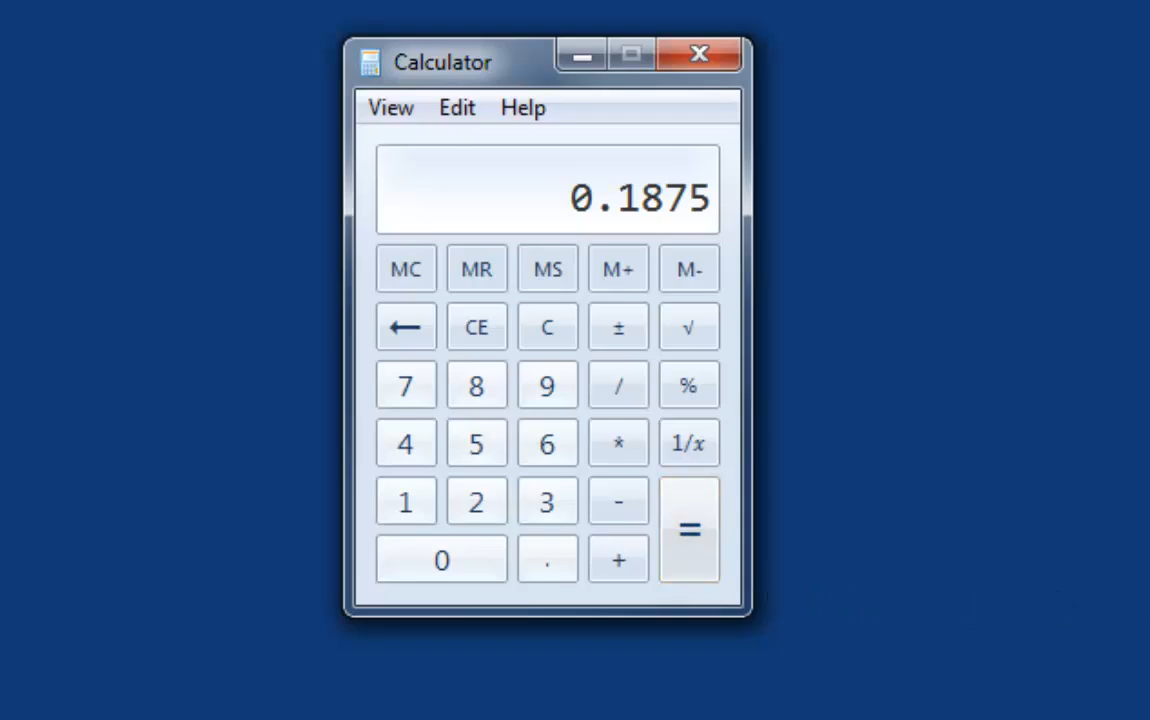 Calculator
View Edit Help
0.1875
MC MR MS M+ M-
← CE C ± √
7 8 9 / %
4 5 6 * 1/x
1 2 3 - =
0 . +